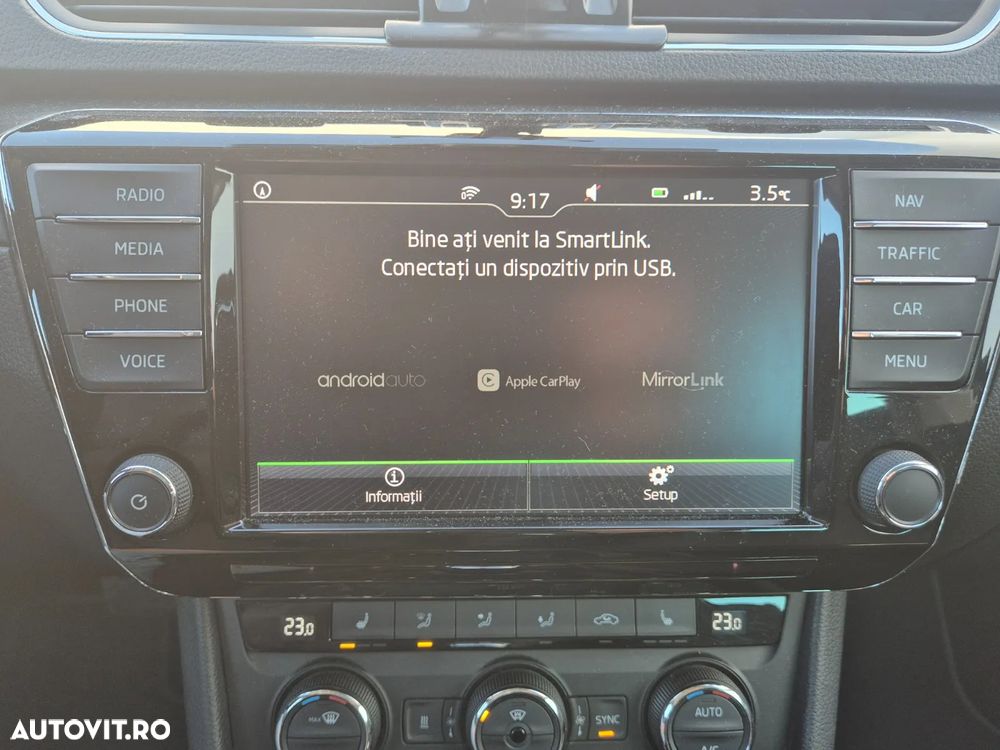 9:17
3.5°C
RADIO
MEDIA
PHONE
VOICE
Bine ați venit la SmartLink.
Conectați un dispozitiv prin USB.
androidauto
Apple CarPlay
MirrorLink
Informații
Setup
NAV
TRAFFIC
CAR
MENU
23.0
23.0
MAX
SYNC
AUTO
A/C
AUTOVIT.RO